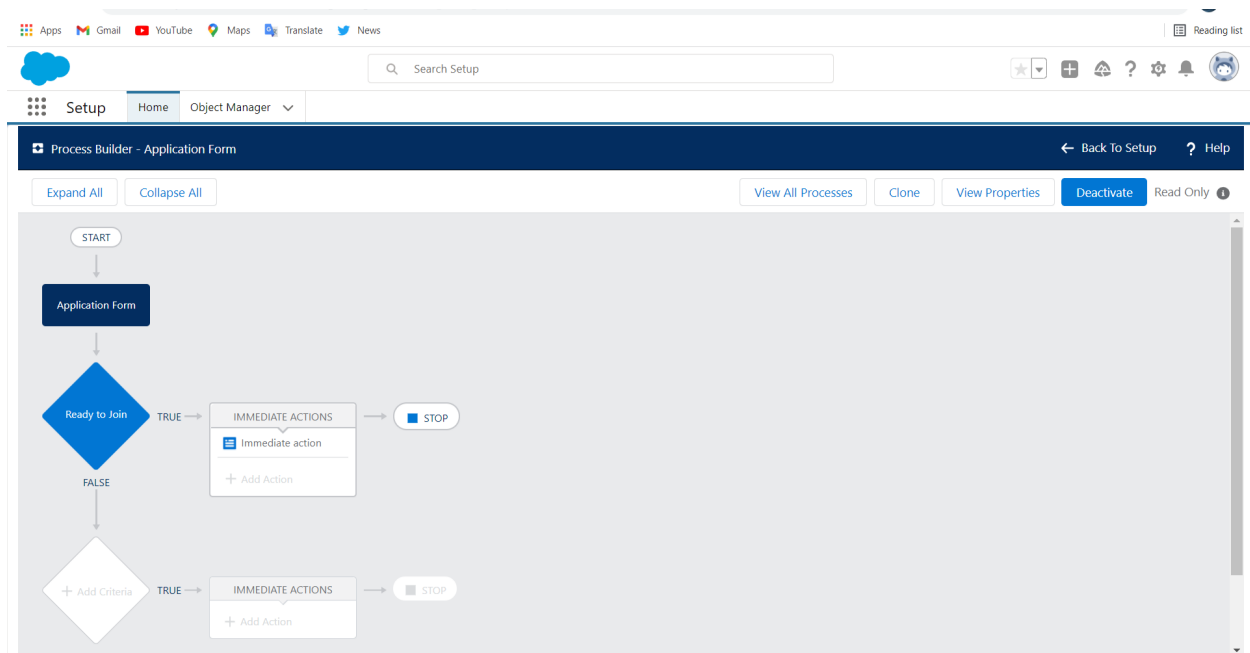 Apps Gmail YouTube Maps Translate News Reading list
Search Setup
Setup Home Object Manager
Process Builder - Application Form Back To Setup ? Help
Expand All Collapse All View All Processes Clone View Properties Deactivate Read Only
START
Application Form
Ready to Join TRUE IMMEDIATE ACTIONS STOP
Immediate action
+ Add Action
FALSE
+ Add Criteria TRUE IMMEDIATE ACTIONS STOP
+ Add Action